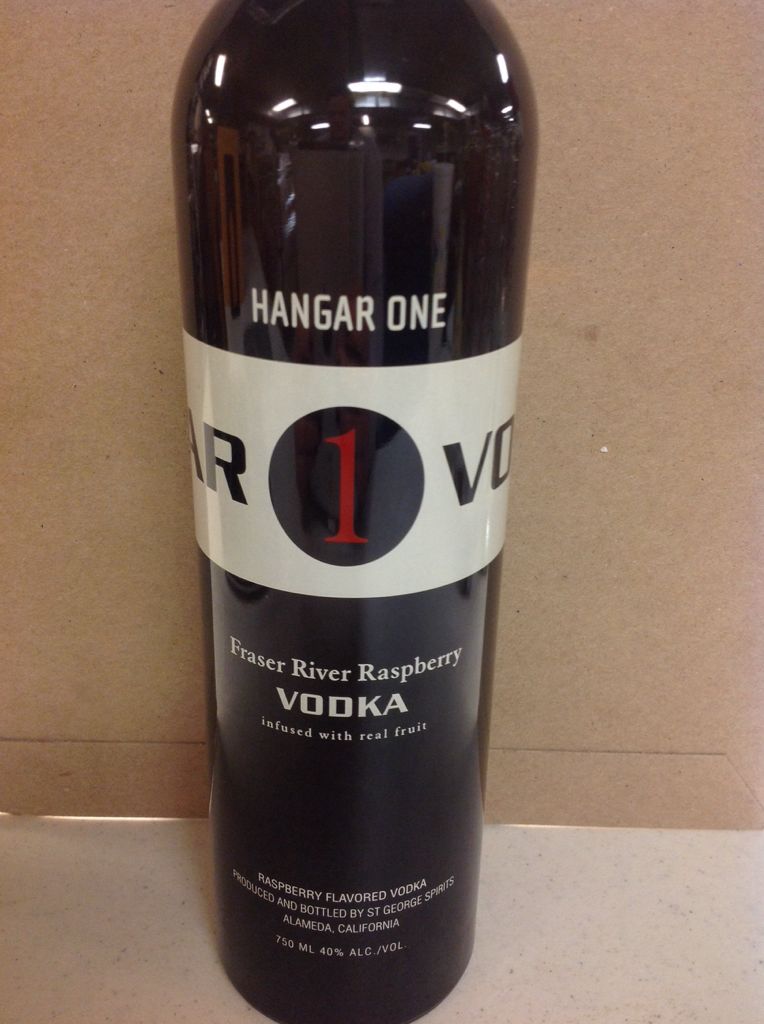 HANGAR ONE
AR 1 VO
Fraser River Raspberry
VODKA
infused with real fruit
RASPBERRY FLAVORED VODKA
PRODUCED AND BOTTLED BY ST GEORGE SPIRITS
ALAMEDA, CALIFORNIA
750 ML 40% ALC./VOL.